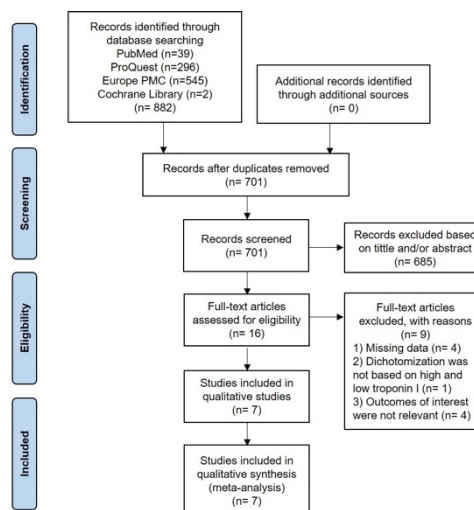 Identification
Records identified through
database searching
PubMed (n=39)
ProQuest (n=296)
Europe PMC (n=545)
Cochrane Library (n=2)
(n= 882)
Additional records identified
through additional sources
(n= 0)
Screening
Records after duplicates removed
(n= 701)
Records screened
(n= 701)
Records excluded based
on tittle and/or abstract
(n= 685)
Eligibility
Full-text articles
assessed for eligibility
(n= 16)
Full-text articles
excluded, with reasons
(n= 9)
1) Missing data (n= 4)
2) Dichotomization was
not based on high and
low troponin I (n= 1)
3) Outcomes of interest
were not relevant (n= 4)
Studies included in
qualitative studies
(n= 7)
Included
Studies included in
qualitative synthesis
(meta-analysis)
(n= 7)